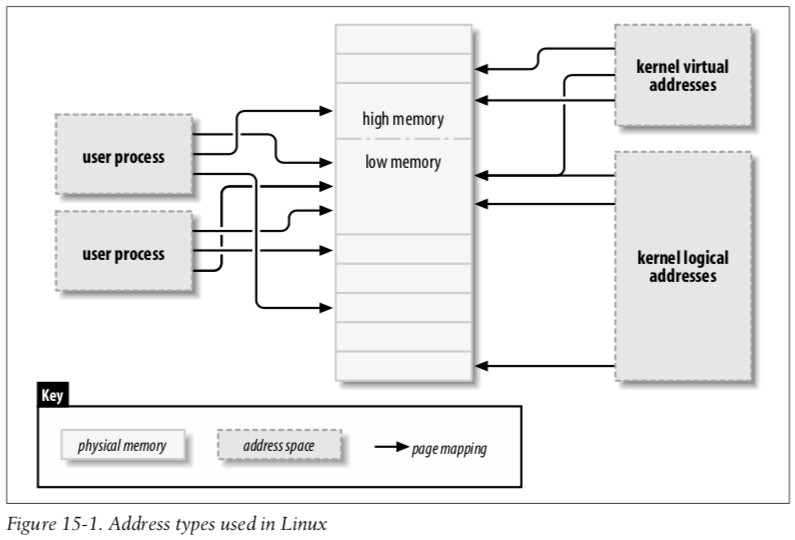 kernel virtual
addresses
high memory
low memory
user process
user process
kernel logical
addresses
Key
physical memory
address space
page mapping
Figure 15-1. Address types used in Linux